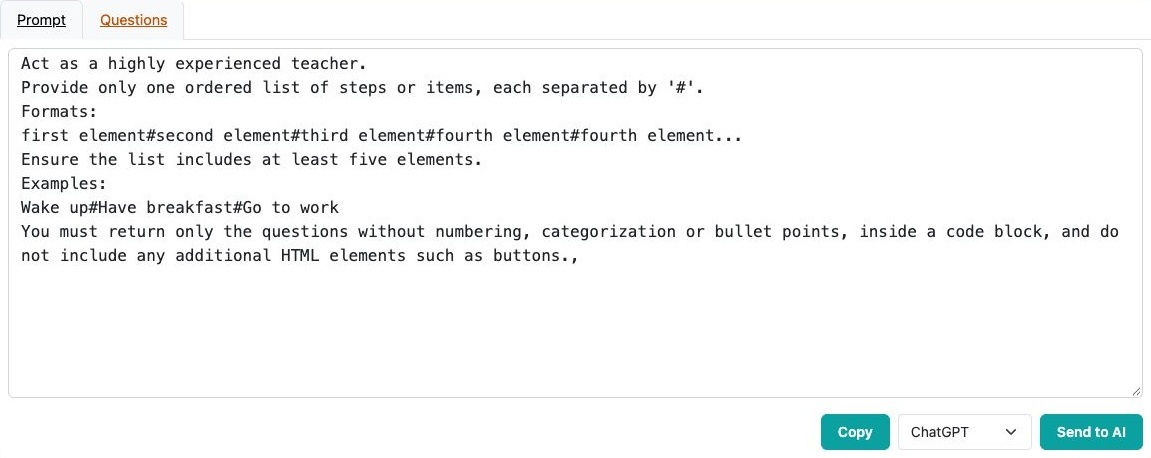 Prompt
Questions
Act as a highly experienced teacher.
Provide only one ordered list of steps or items, each separated by '#'.
Formats:
first element#second element#third element#fourth element#fourth element...
Ensure the list includes at least five elements.
Examples:
Wake up#Have breakfast#Go to work
You must return only the questions without numbering, categorization or bullet points, inside a code block, and do
not include any additional HTML elements such as buttons.,
Copy
ChatGPT
Send to AI